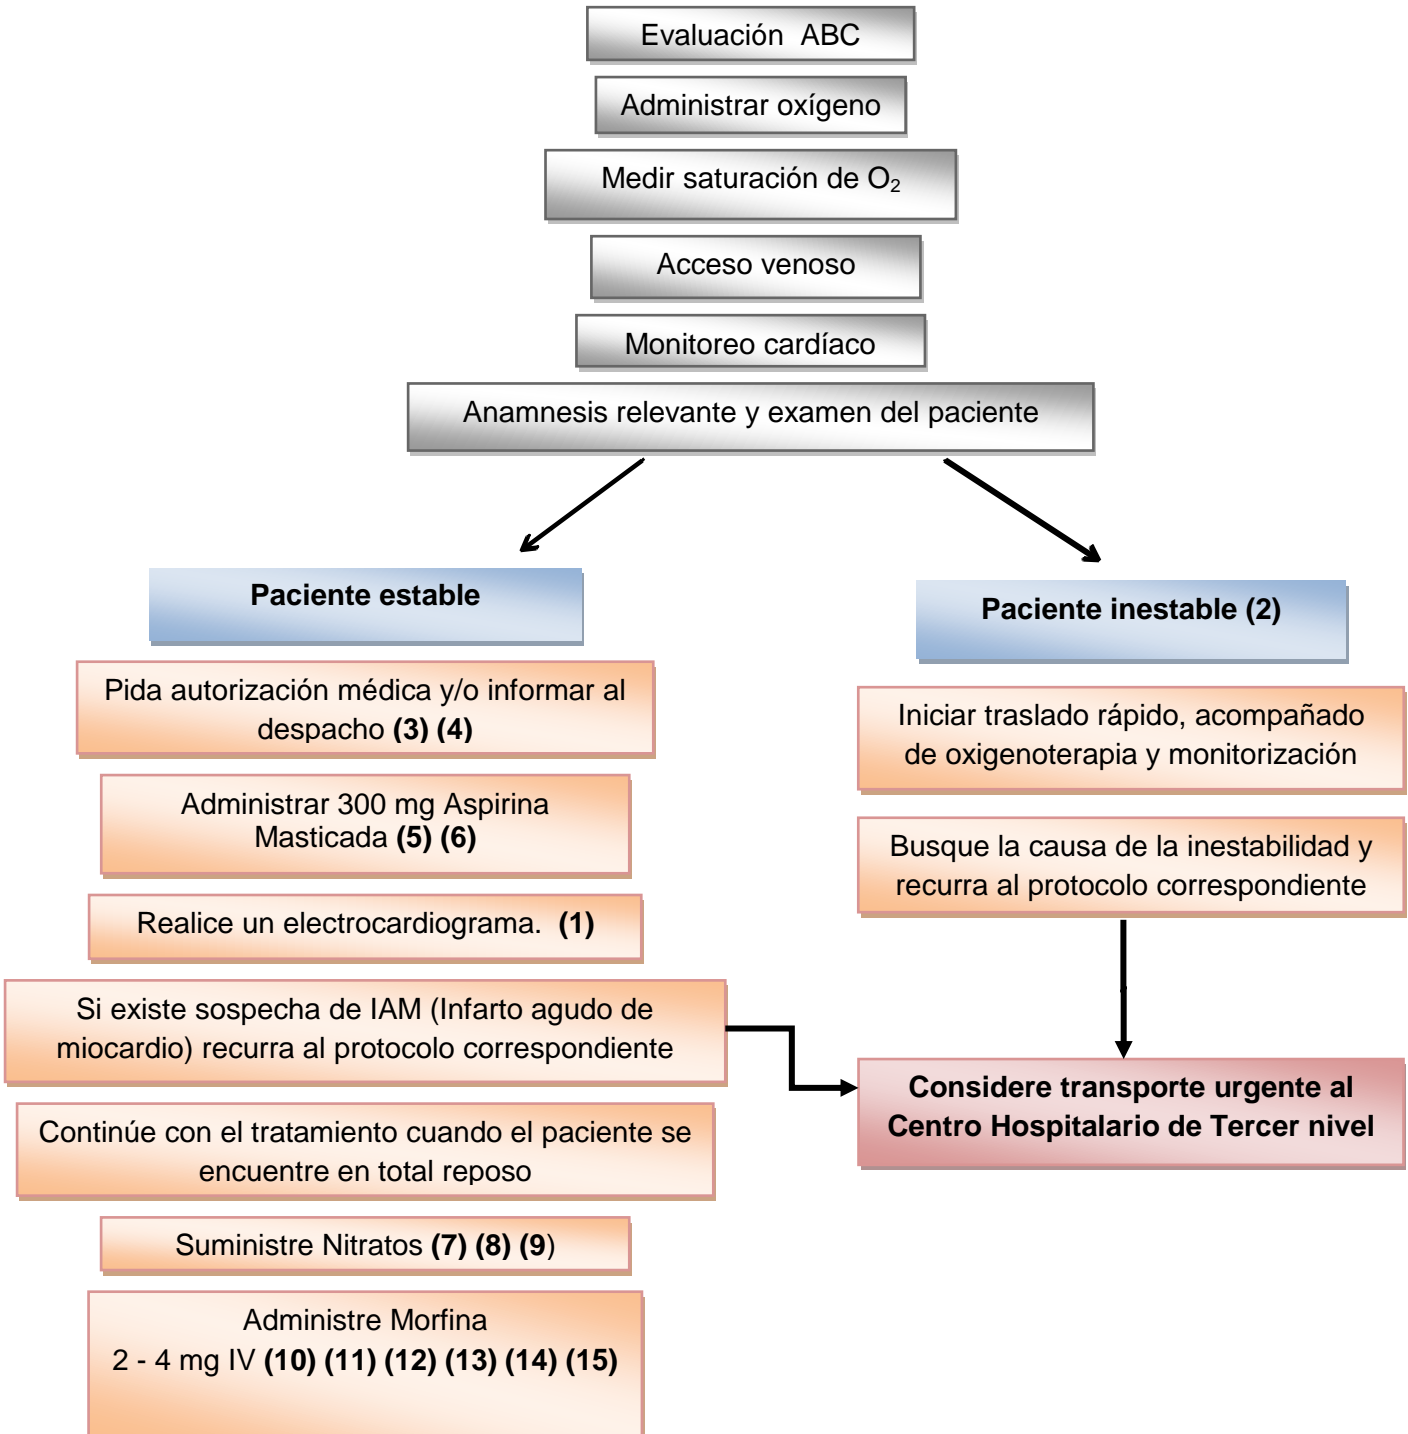 Evaluación ABC
Administrar oxígeno
Medir saturación de O₂
Acceso venoso
Monitoreo cardíaco
Anamnesis relevante y examen del paciente
Paciente estable
Pida autorización médica y/o informar al
despacho (3) (4)
Administrar 300 mg Aspirina
Masticada (5) (6)
Realice un electrocardiograma. (1)
Si existe sospecha de IAM (Infarto agudo de
miocardio) recurra al protocolo correspondiente
Continúe con el tratamiento cuando el paciente se
encuentre en total reposo
Suministre Nitratos (7) (8) (9)
Administre Morfina
2 - 4 mg IV (10) (11) (12) (13) (14) (15)
Paciente inestable (2)
Iniciar traslado rápido, acompañado
de oxigenoterapia y monitorización
Busque la causa de la inestabilidad y
recurra al protocolo correspondiente
Considere transporte urgente al
Centro Hospitalario de Tercer nivel